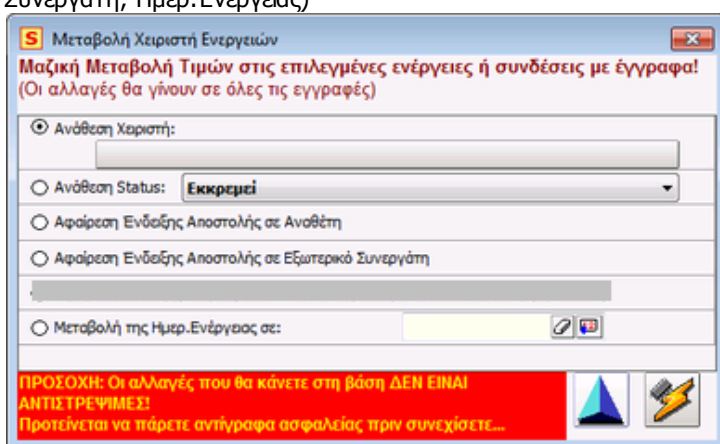 Συνεργάτη, Ημερ.Ενέργειας)
S Μεταβολή Χειριστή Ενεργειών
Μαζική Μεταβολή Τιμών στις επιλεγμένες ενέργειες ή συνδέσεις με έγγραφα!
(Οι αλλαγές θα γίνουν σε όλες τις εγγραφές)
Ανάθεση Χειριστή:
Ανάθεση Status: Εκκρεμεί
Αφαίρεση Ένδειξης Αποστολής σε Αναθέτη
Αφαίρεση Ένδειξης Αποστολής σε Εξωτερικό Συνεργάτη
Μεταβολή της Ημερ.Ενέργειας σε:
ΠΡΟΣΟΧΗ: Οι αλλαγές που θα κάνετε στη βάση ΔΕΝ ΕΙΝΑΙ
ΑΝΤΙΣΤΡΕΨΙΜΕΣ!
Προτείνεται να πάρετε αντίγραφα ασφαλείας πριν συνεχίσετε...